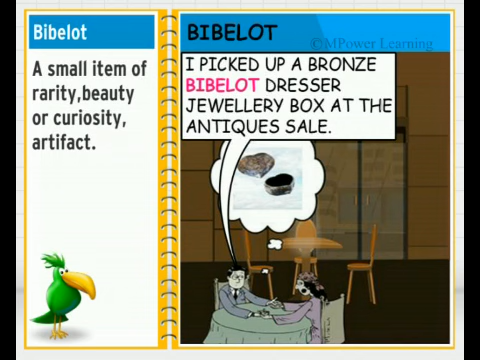 Bibelot
A small item of
rarity,beauty
or curiosity,
artifact.
BIBELOT
©MPower Learning
I PICKED UP A BRONZE
BIBELOT DRESSER
JEWELLERY BOX AT THE
ANTIQUES SALE.